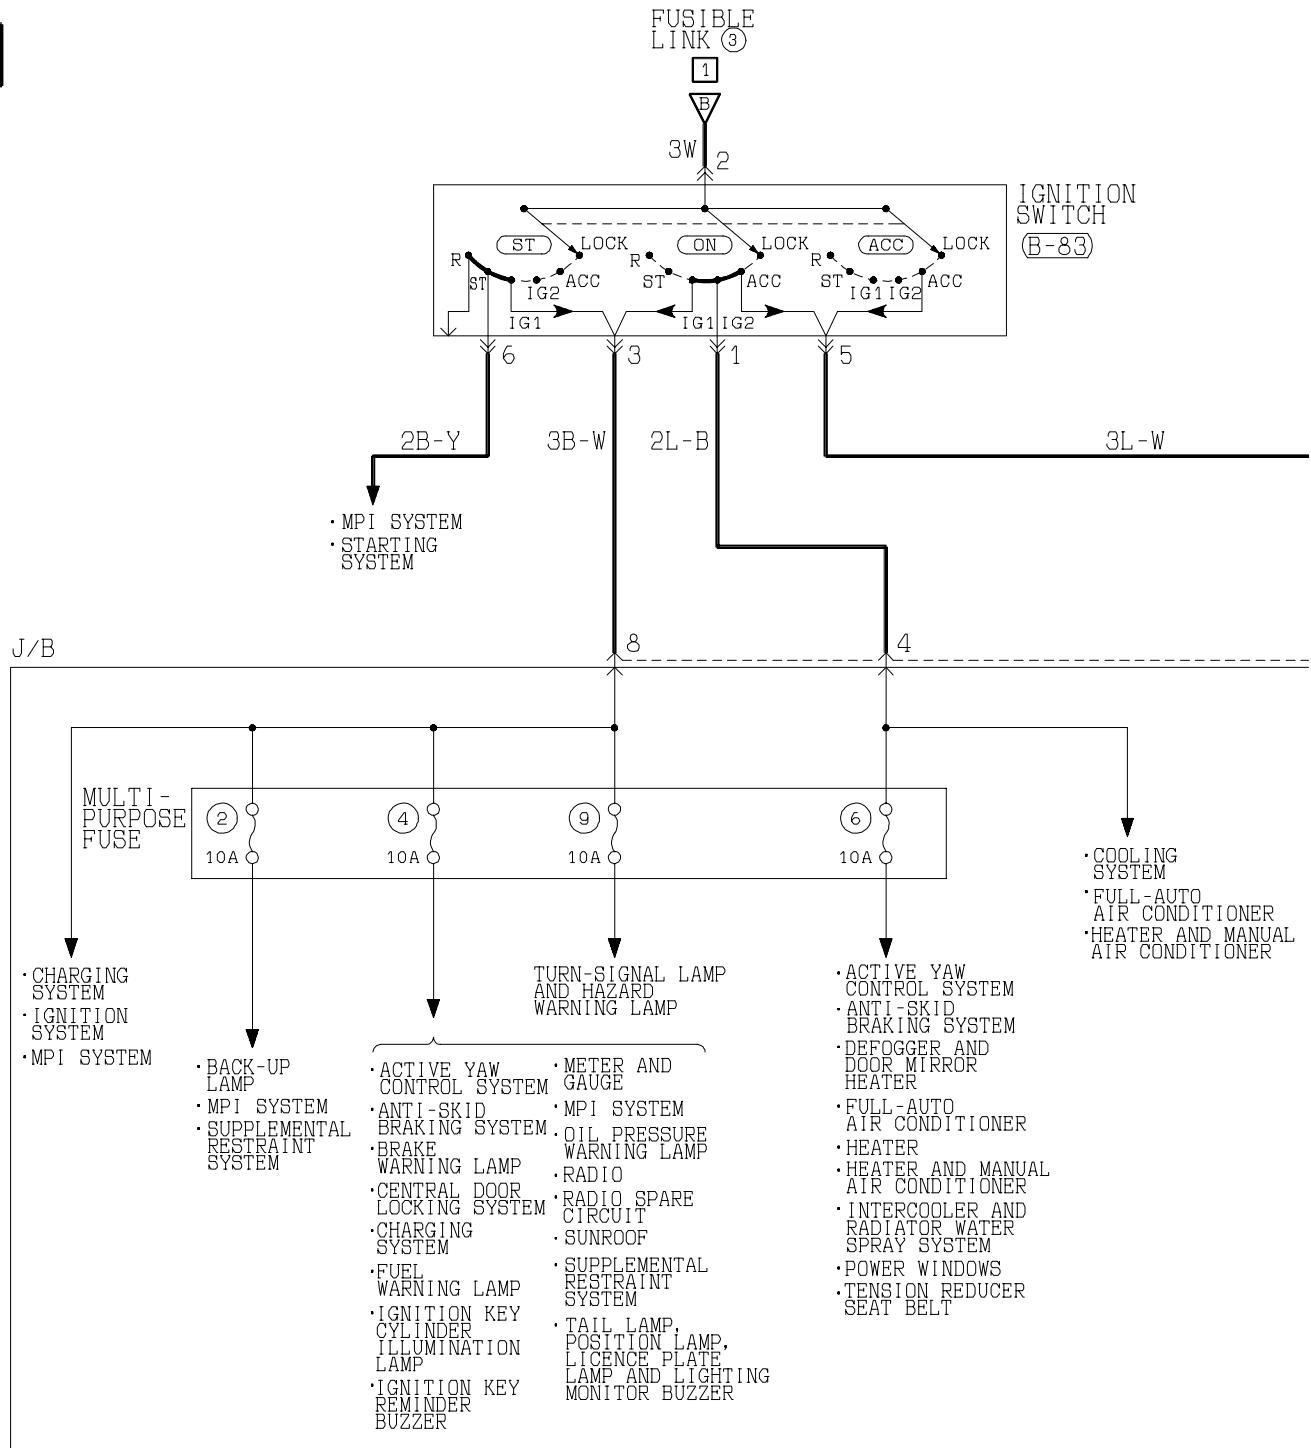 FUSIBLE
LINK ③
1
B
3W 2
IGNITION
SWITCH
B-83
ST LOCK ON LOCK ACC LOCK
R R R
ST IG2 ACC ST ACC ST IG1 IG2 ACC
IG1 IG1 IG2
6 3 1 5
2B-Y 3B-W 2L-B 3L-W
·MPI SYSTEM
·STARTING
SYSTEM
J/B 8 4
MULTI-
PURPOSE
FUSE
② ④ ⑨ ⑥
10A 10A 10A 10A
·COOLING
SYSTEM
·FULL-AUTO
AIR CONDITIONER
·HEATER AND MANUAL
AIR CONDITIONER
·CHARGING
SYSTEM
·IGNITION
SYSTEM
·MPI SYSTEM
·BACK-UP
LAMP
·MPI SYSTEM
·SUPPLEMENTAL
RESTRAINT
SYSTEM
·ACTIVE YAW
CONTROL SYSTEM
·ANTI-SKID
BRAKING SYSTEM
·BRAKE
WARNING LAMP
·CENTRAL DOOR
LOCKING SYSTEM
·CHARGING
SYSTEM
·FUEL
WARNING LAMP
·IGNITION KEY
CYLINDER
ILLUMINATION
LAMP
·IGNITION KEY
REMINDER
BUZZER
·METER AND
GAUGE
·MPI SYSTEM
·OIL PRESSURE
WARNING LAMP
·RADIO
·RADIO SPARE
CIRCUIT
·SUNROOF
·SUPPLEMENTAL
RESTRAINT
SYSTEM
·TAIL LAMP,
POSITION LAMP,
LICENCE PLATE
LAMP AND LIGHTING
MONITOR BUZZER
TURN-SIGNAL LAMP
AND HAZARD
WARNING LAMP
·ACTIVE YAW
CONTROL SYSTEM
·ANTI-SKID
BRAKING SYSTEM
·DEFOGGER AND
DOOR MIRROR
HEATER
·FULL-AUTO
AIR CONDITIONER
·HEATER
·HEATER AND MANUAL
AIR CONDITIONER
·INTERCOOLER AND
RADIATOR WATER
SPRAY SYSTEM
·POWER WINDOWS
·TENSION REDUCER
SEAT BELT